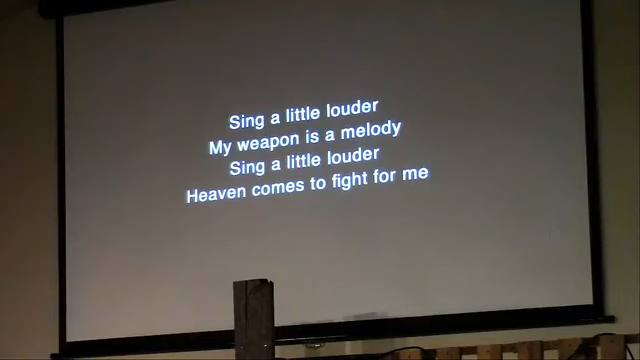 Sing a little louder
My weapon is a melody
Sing a little louder
Heaven comes to fight for me